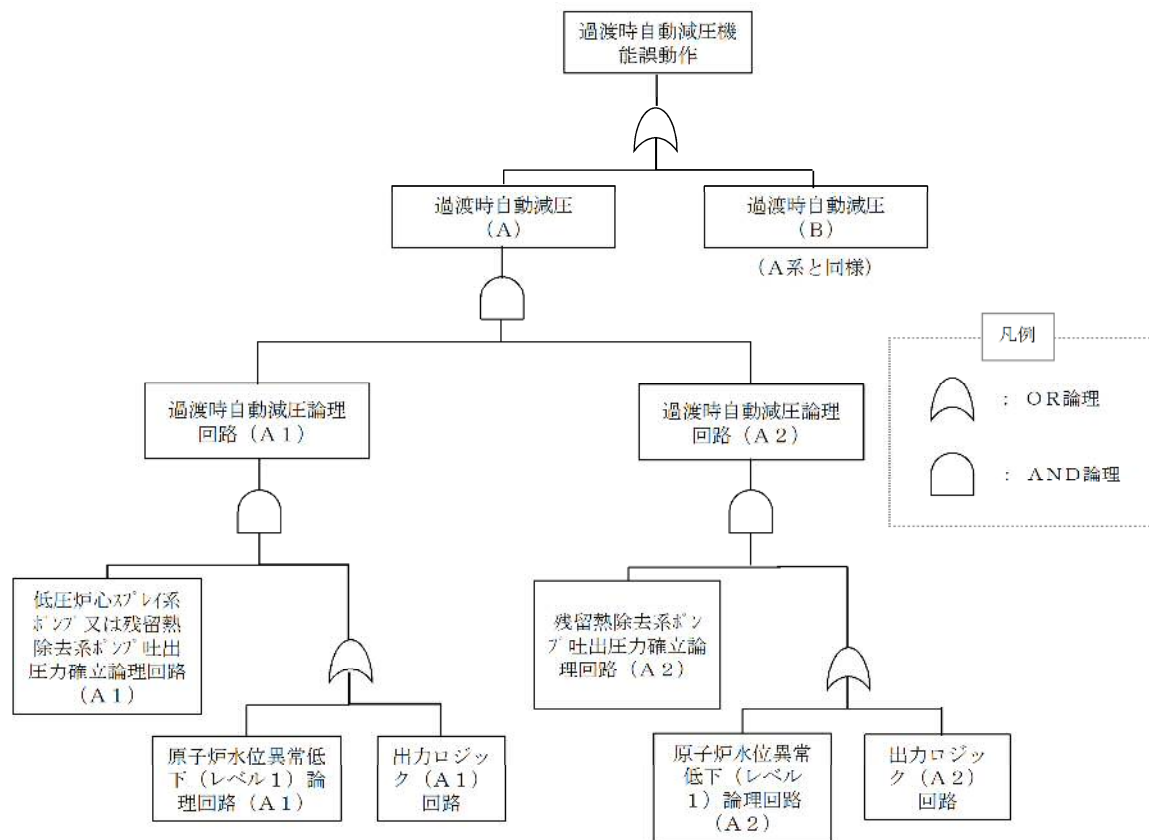 過渡時自動減圧機
能誤動作
過渡時自動減圧
（Ａ）
過渡時自動減圧
（Ｂ）
（Ａ系と同様）
凡例
： ＯＲ論理
： ＡＮＤ論理
過渡時自動減圧論理
回路（Ａ１）
過渡時自動減圧論理
回路（Ａ２）
低圧炉心ｽﾌﾟﾚｲ系
ﾎﾟﾝﾌﾟ又は残留熱
除去系ﾎﾟﾝﾌﾟ吐出
圧力確立論理回路
（Ａ１）
残留熱除去系ﾎﾟﾝ
ﾌﾟ吐出圧力確立論
理回路（Ａ２）
原子炉水位異常低
下（レベル１）論
理回路（Ａ１）
出力ロジッ
ク（Ａ１）
回路
原子炉水位異常
低下（レベル
１）論理回路
（Ａ２）
出力ロジッ
ク（Ａ２）
回路